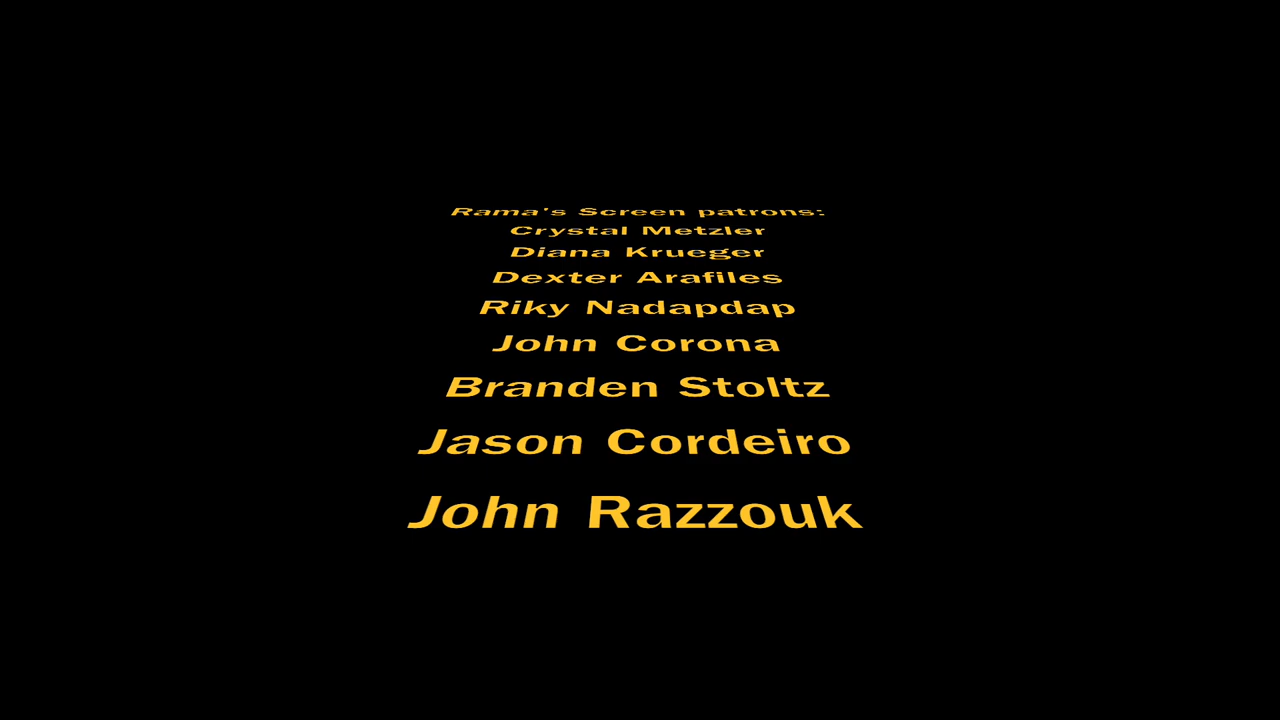 Rama's Screen patrons:
Crystal Metzler
Diana Krueger
Dexter Arafiles
Riky Nadapdap
John Corona
Branden Stoltz
Jason Cordeiro
John Razzouk